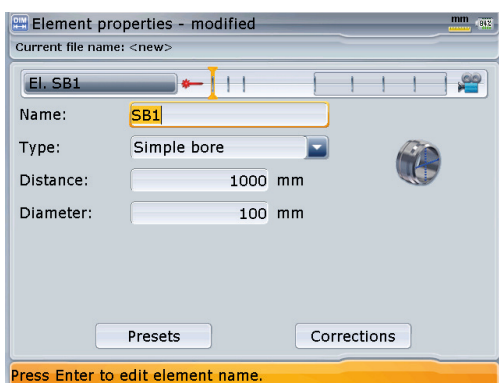 Element properties - modified
mm
84%
Current file name: <new>
El. SB1
Name: SB1
Type: Simple bore
Distance: 1000 mm
Diameter: 100 mm
Presets Corrections
Press Enter to edit element name.